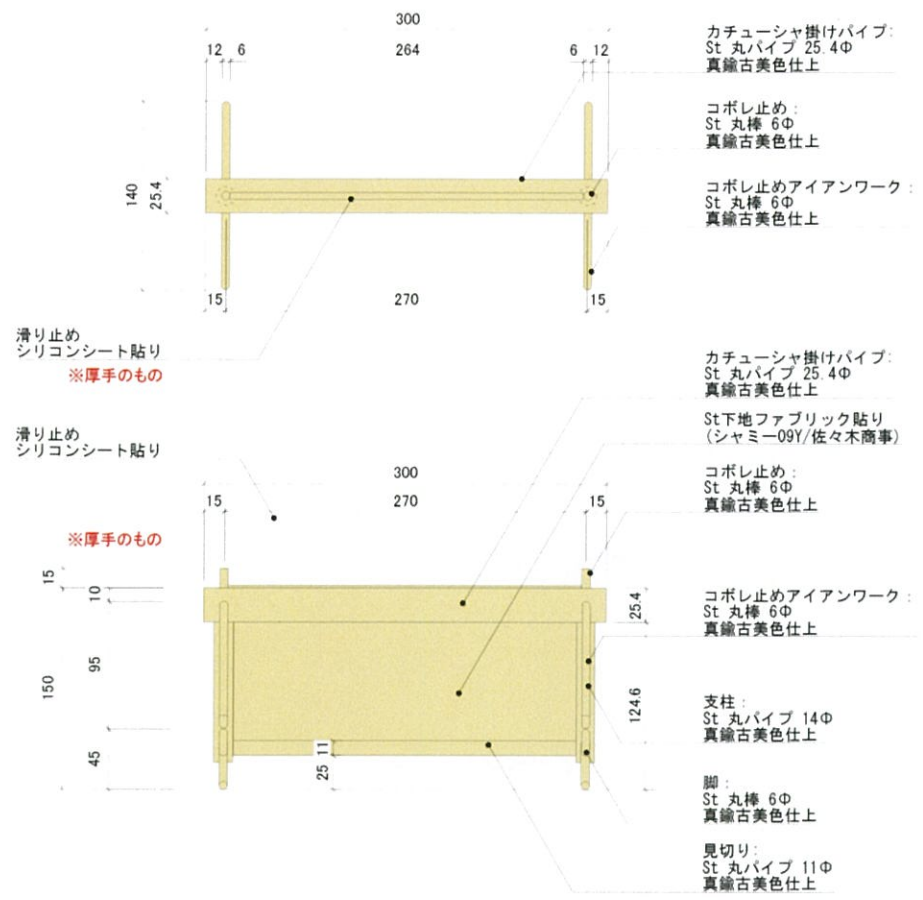 300
12 6 264 6 12
カチューシャ掛けパイプ:
St 丸パイプ 25.4Φ
真鍮古美色仕上
コボレ止め:
St 丸棒 6Φ
真鍮古美色仕上
コボレ止めアイアンワーク:
St 丸棒 6Φ
真鍮古美色仕上
140
25.4
15 270 15
滑り止め
シリコンシート貼り
※厚手のもの
カチューシャ掛けパイプ:
St 丸パイプ 25.4Φ
真鍮古美色仕上
St下地ファブリック貼り
(シャミー09Y/佐々木商事)
滑り止め
シリコンシート貼り
※厚手のもの
300
15 270 15
コボレ止め:
St 丸棒 6Φ
真鍮古美色仕上
15
10
25.4
コボレ止めアイアンワーク:
St 丸棒 6Φ
真鍮古美色仕上
95
150
124.6
支柱:
St 丸パイプ 14Φ
真鍮古美色仕上
45
11
25
脚:
St 丸棒 6Φ
真鍮古美色仕上
見切り:
St 丸パイプ 11Φ
真鍮古美色仕上